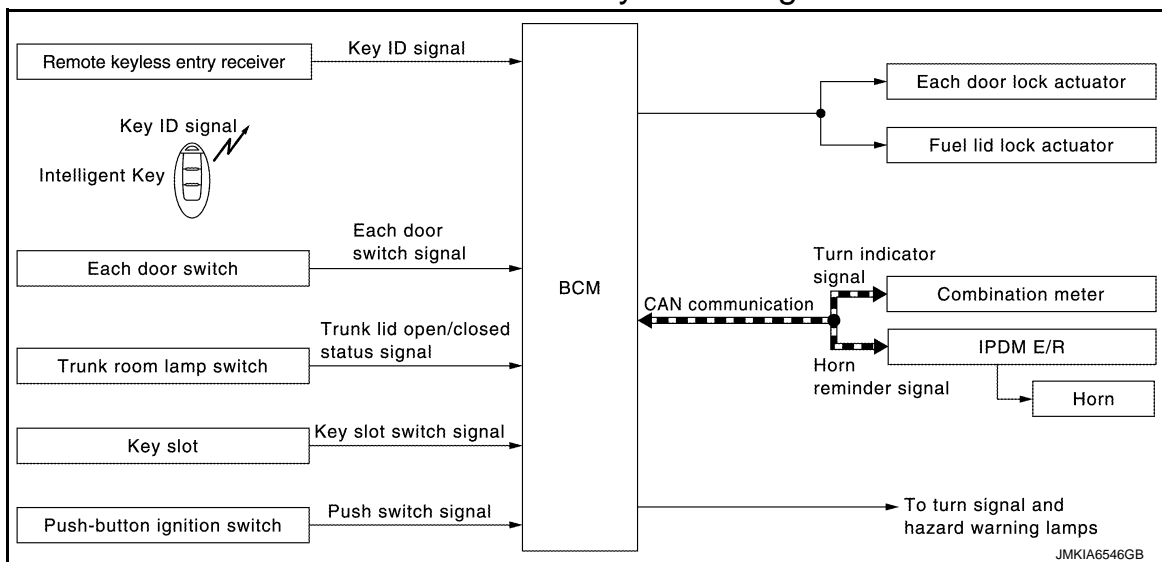 Remote keyless entry receiver
Key ID signal
Key ID signal
Intelligent Key
Each door switch
Each door
switch signal
Trunk room lamp switch
Trunk lid open/closed
status signal
Key slot
Key slot switch signal
Push-button ignition switch
Push switch signal
BCM
Each door lock actuator
Fuel lid lock actuator
CAN communication
Turn indicator
signal
Combination meter
IPDM E/R
Horn
reminder signal
Horn
To turn signal and
hazard warning lamps
JMKIA6546GB